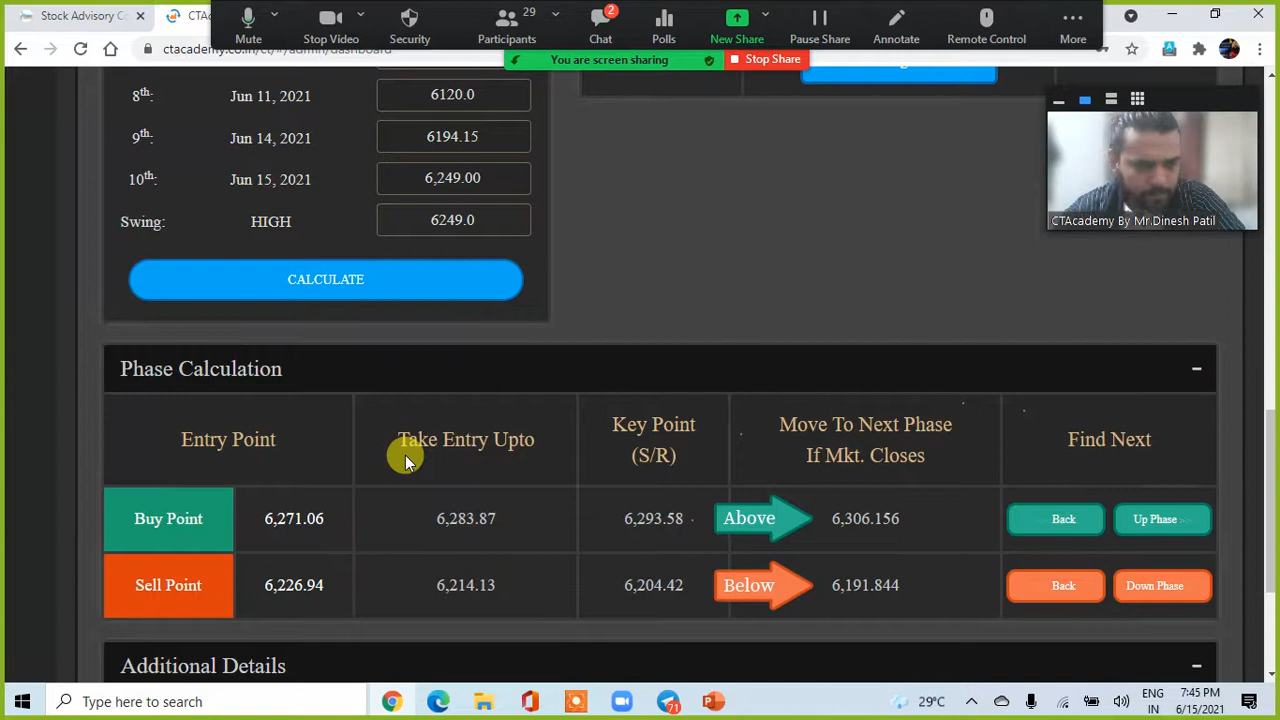 Stock Advisory C
CTA
Mute
Stop Video
Security
Participants
29
Chat
2
Polls
New Share
Pause Share
Annotate
Remote Control
More
You are screen sharing
Stop Share
8th:
Jun 11, 2021
6120.0
9th:
Jun 14, 2021
6194.15
10th:
Jun 15, 2021
6,249.00
Swing:
HIGH
6249.0
CALCULATE
CTAcademy By Mr.Dinesh Patil
Phase Calculation
Entry Point
Take Entry Upto
Key Point
(S/R)
Move To Next Phase
If Mkt. Closes
Find Next
Buy Point
6,271.06
6,283.87
6,293.58
Above
6,306.156
Back
Up Phase
Sell Point
6,226.94
6,214.13
6,204.42
Below
6,191.844
Back
Down Phase
Additional Details
Type here to search
71
29°C
ENG
IN
7:45 PM
6/15/2021